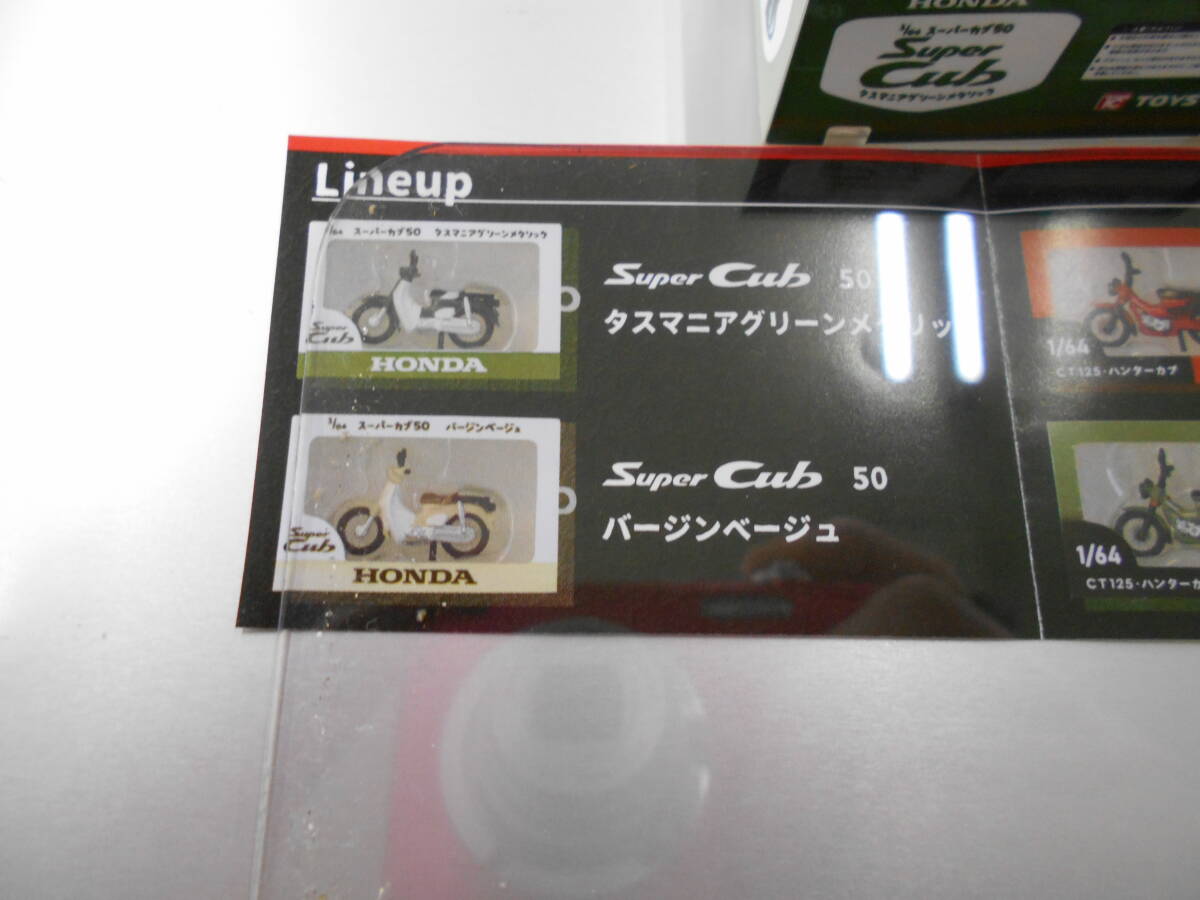 HONDA
1/64 スーパーカブ50
Super
Cub
タスマニアグリーンメタリック
TOYS
Lineup
1/64 スーパーカブ50 タスマニアグリーンメタリック
Super
Cub
HONDA
Super Cub 50
タスマニアグリーンメタリッ
1/64
CT125・ハンターカブ
1/64 スーパーカブ50 バージンベージュ
Super
Cub
HONDA
Super Cub 50
バージンベージュ
1/64
CT125・ハンターカ